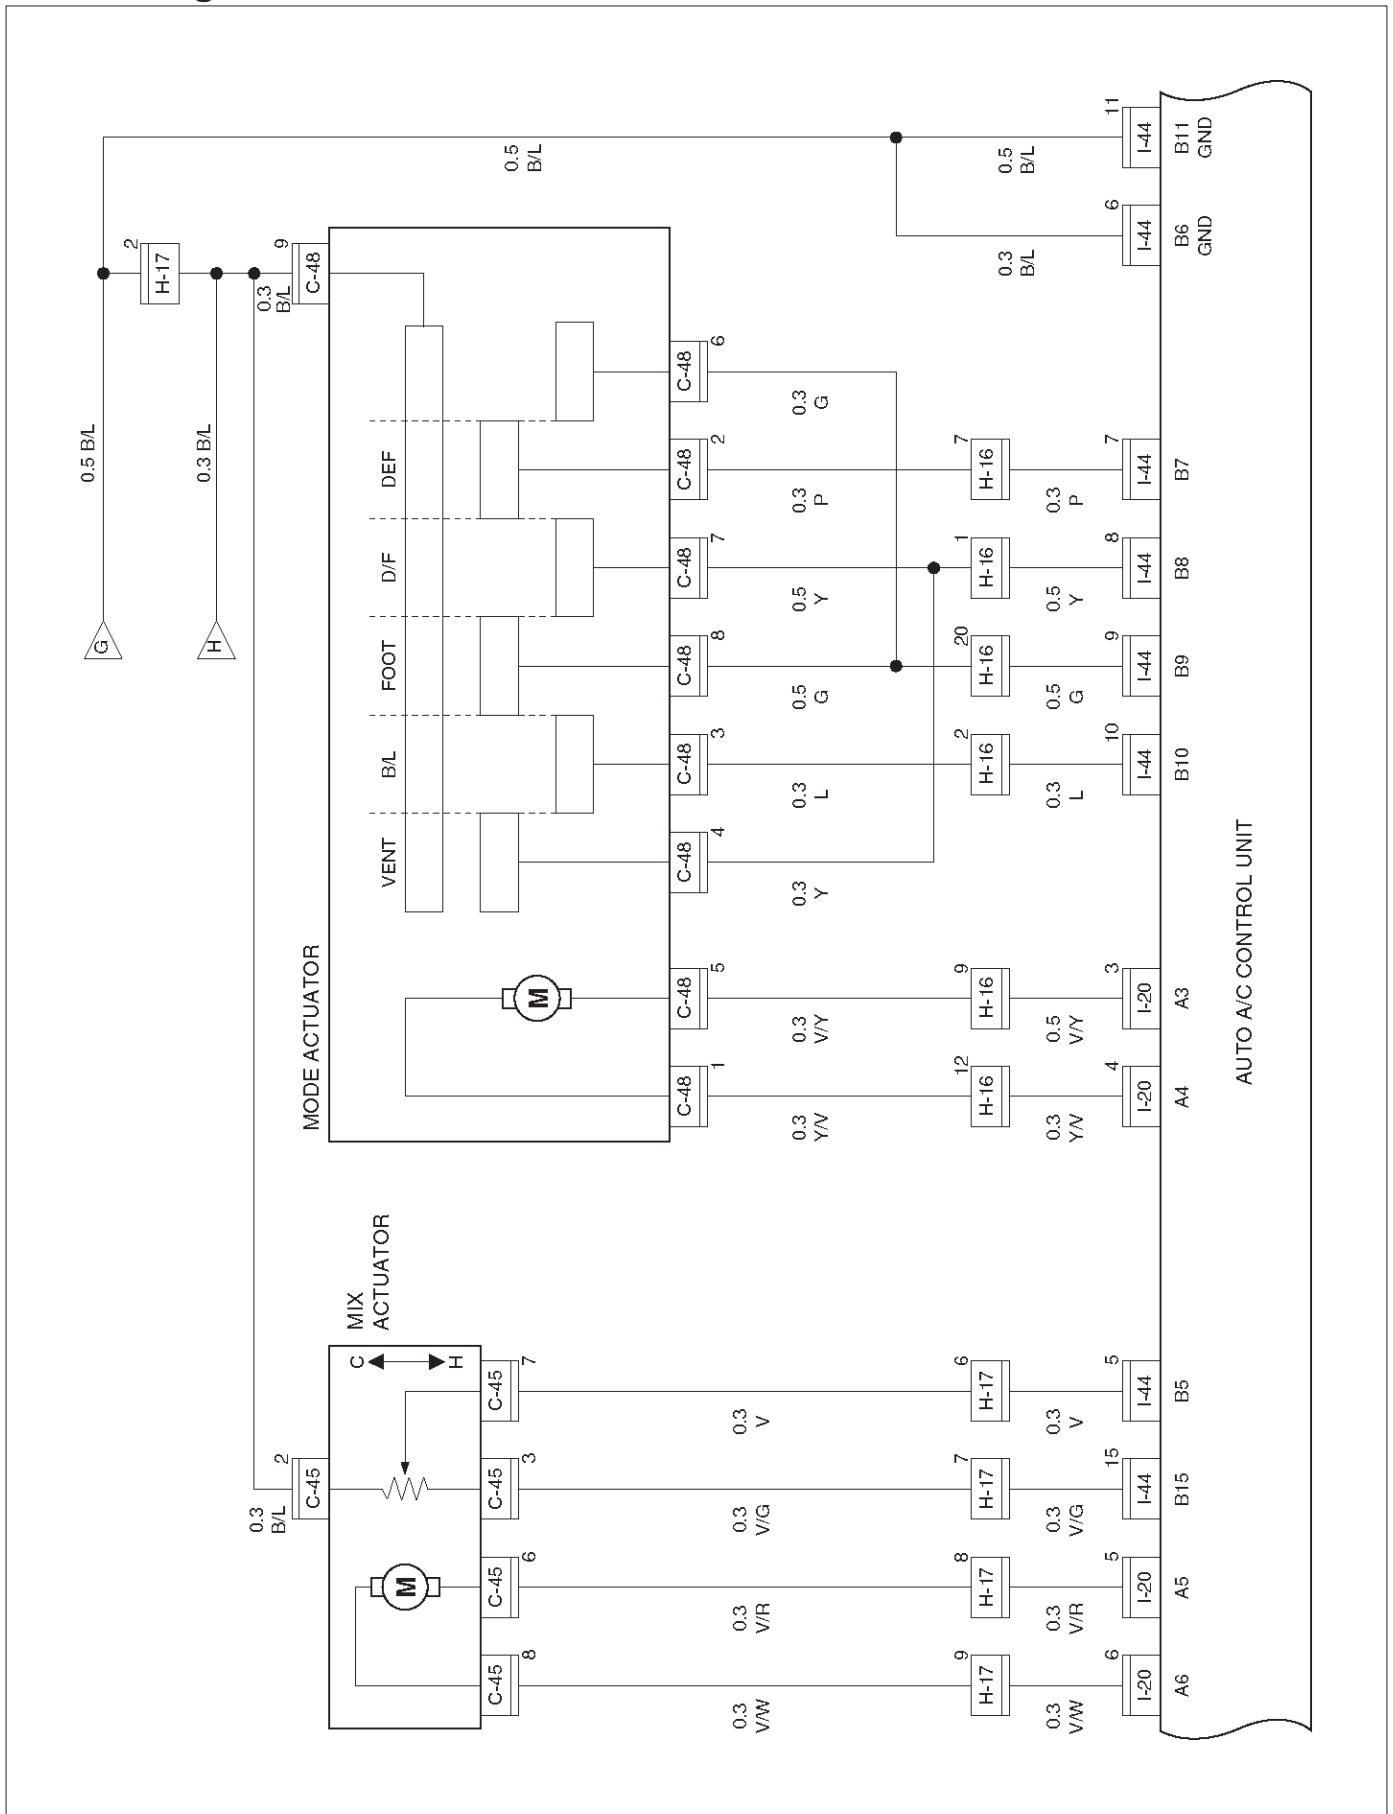 0.5 B/L
G
2
H-17
0.3 B/L
H
0.3
B/L
2
C-45
0.3
B/L
9
C-48
MODE ACTUATOR
MIX
ACTUATOR
C
H
M
VENT
B/L
FOOT
D/F
DEF
M
C-45
C-45
C-45
C-45
8
6
3
7
0.5
B/L
C-48
C-48
C-48
C-48
C-48
C-48
C-48
C-48
1
5
4
3
8
7
2
6
0.3
V/W
0.3
V/R
0.3
V/G
0.3
V
0.3
Y/V
0.3
V/Y
0.3
Y
0.3
L
0.5
G
0.5
Y
0.3
P
0.3
G
9
H-17
8
H-17
7
H-17
6
H-17
12
H-16
9
H-16
2
H-16
20
H-16
1
H-16
7
H-16
0.3
V/W
0.3
V/R
0.3
V/G
0.3
V
0.3
Y/V
0.5
V/Y
0.3
L
0.5
G
0.5
Y
0.3
P
0.3
B/L
0.5
B/L
6
I-20
A6
5
I-20
A5
15
I-44
B15
5
I-44
B5
4
I-20
A4
3
I-20
A3
10
I-44
B10
9
I-44
B9
8
I-44
B8
7
I-44
B7
6
I-44
B6
GND
11
I-44
B11
GND
AUTO A/C CONTROL UNIT